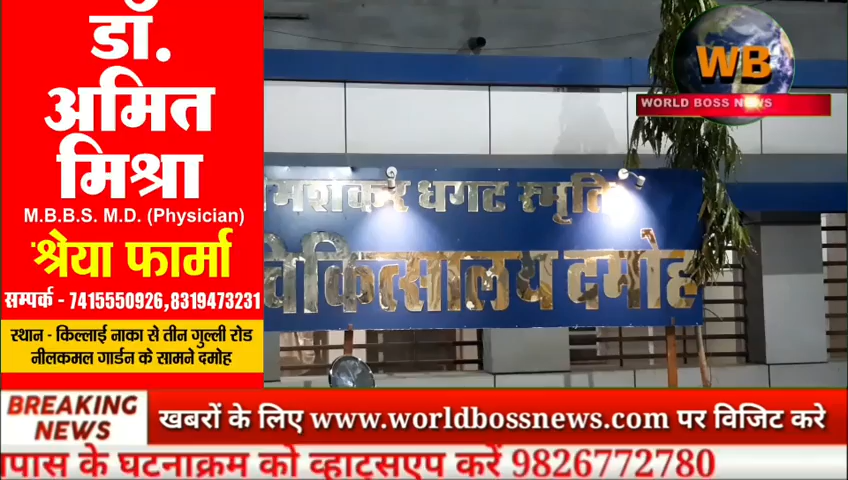 डॉ.
अमित
मिश्रा
M.B.B.S. M.D. (Physician)
श्रेया फार्मा
सम्पर्क - 7415550926,8319473231
स्थान - किल्लाई नाका से तीन गुल्ली रोड
नीलकमल गार्डन के सामने दमोह
WB
WORLD BOSS NEWS
धगट स्मृति
चिकित्सालय दमोह
BREAKING
NEWS
खबरों के लिए www.worldbossnews.com पर विजिट करे
के घटनाक्रम को व्हाट्सएप करें 9826772780